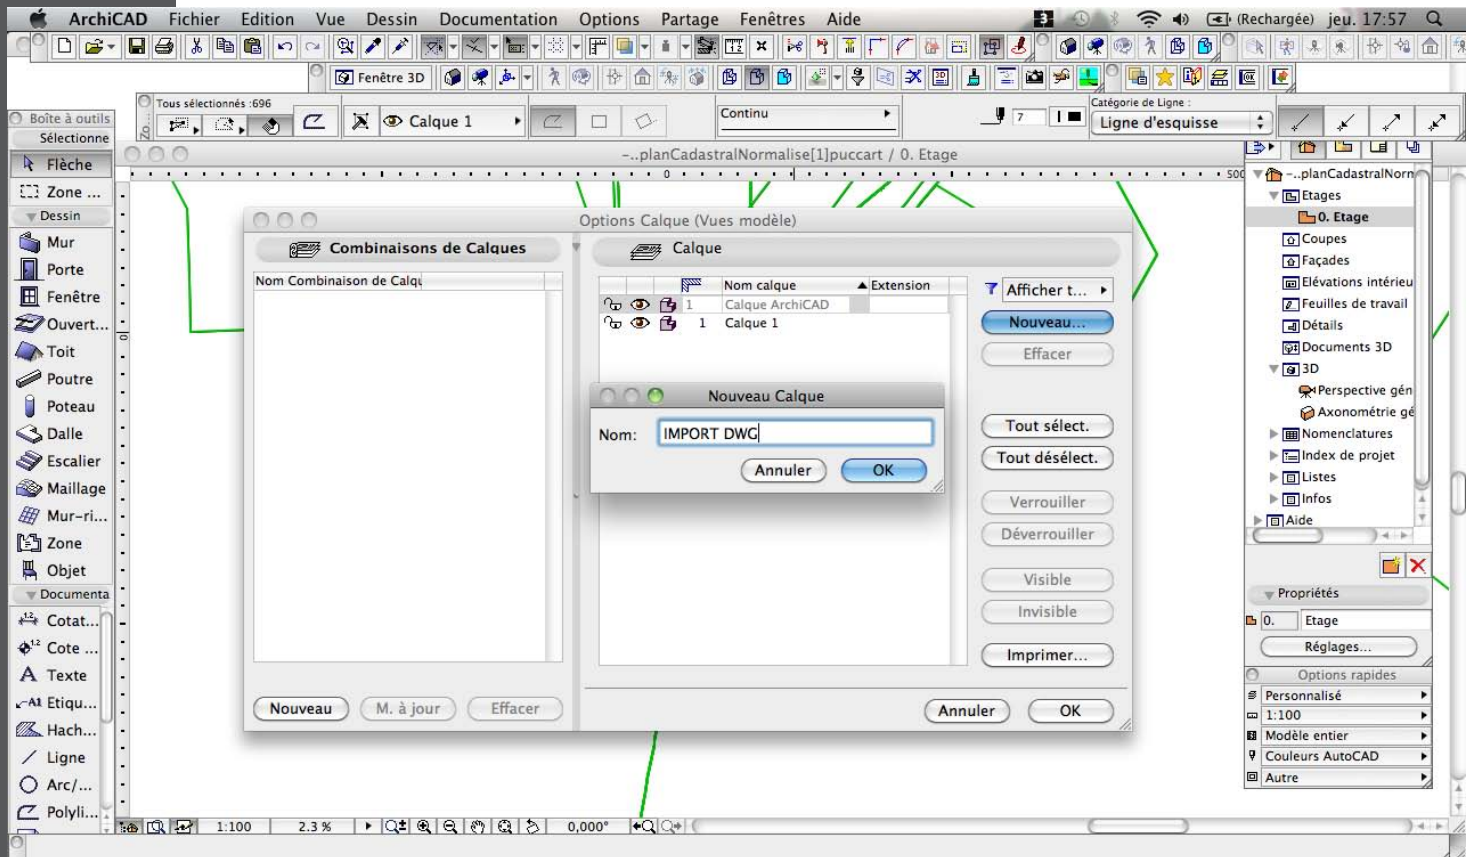 ArchiCAD Fichier Edition Vue Dessin Documentation Options Partage Fenêtres Aide
3 (Rechargée) jeu. 17:57
Fenêtre 3D
Tous sélectionnés :696
Calque 1
Continu
7
Catégorie de Ligne :
Ligne d'esquisse
Boîte à outils
Sélectionne
Flèche
Zone ...
Dessin
Mur
Porte
Fenêtre
Ouvert...
Toit
Poutre
Poteau
Dalle
Escalier
Maillage
Mur-ri...
Zone
Objet
Documenta
Cotat...
Cote ...
Texte
Etiqu...
Hach...
Ligne
Arc/...
Polyli...
-..planCadastralNormalise[1]puccart / 0. Etage
0 500
Options Calque (Vues modèle)
Combinaisons de Calques
Nom Combinaison de Calqu
Nouveau M. à jour Effacer
Calque
Nom calque Extension
1 Calque ArchiCAD
1 Calque 1
Afficher t...
Nouveau...
Effacer
Tout sélect.
Tout désélect.
Verrouiller
Déverrouiller
Visible
Invisible
Imprimer...
Annuler OK
Nouveau Calque
Nom: IMPORT DWG
Annuler OK
-..planCadastralNorm
Etages
0. Etage
Coupes
Façades
Elévations intérieu
Feuilles de travail
Détails
Documents 3D
3D
Perspective gén
Axonométrie gé
Nomenclatures
Index de projet
Listes
Infos
Aide
Propriétés
0. Etage
Réglages...
Options rapides
Personnalisé
1:100
Modèle entier
Couleurs AutoCAD
Autre
1:100 2.3 % 0,000°